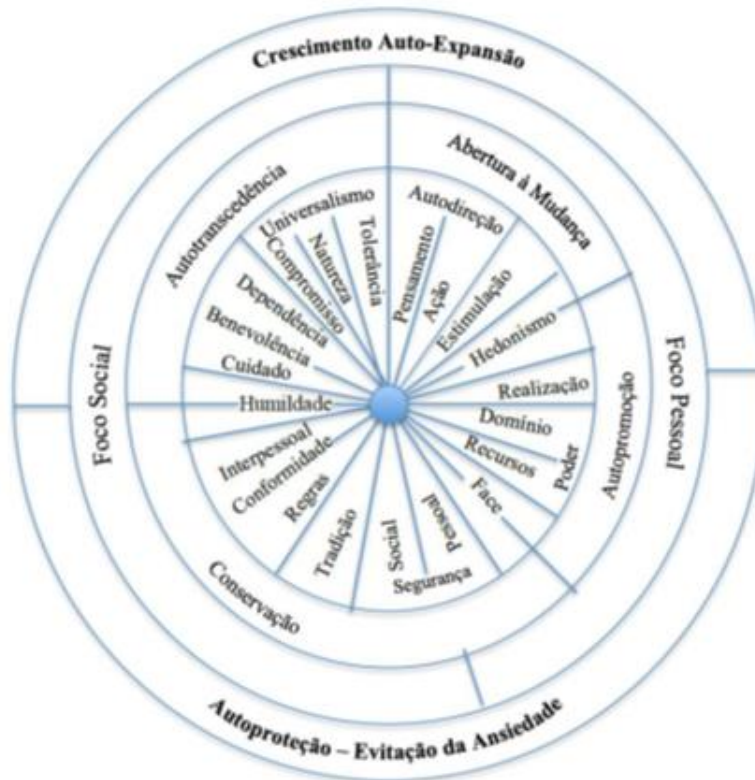 Crescimento Auto-Expansão
Foco Social
Foco Pessoal
Autoproteção – Evitação da Ansiedade
Autotranscedência
Abertura à Mudança
Autopromoção
Conservação
Universalismo
Natureza
Tolerância
Compromisso
Dependência
Benevolência
Cuidado
Humildade
Interpessoal
Conformidade
Regras
Tradição
Social
Pessoal
Segurança
Face
Recursos
Poder
Domínio
Realização
Hedonismo
Estimulação
Ação
Pensamento
Autodireção